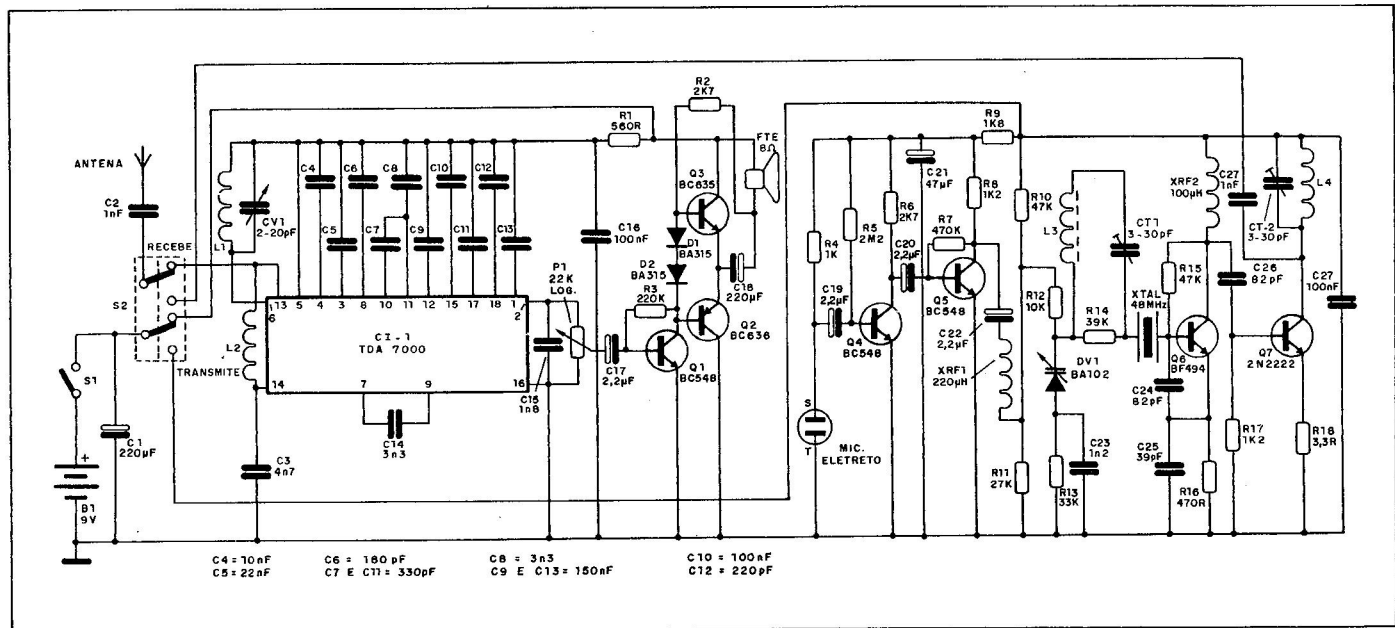 ANTENA
C2
1nF
RECEBE
S2
TRANSMITE
S1
C1
220µF
+
B1
9V
L1
CV1
2-20pF
L2
C3
4n7
C4
C5
C6
C7
C8
C9
C10
C11
C12
C13
13 5 4 3 8 10 11 12 15 17 18 1
6
2
CI-1
TDA 7000
14
7
9
16
C14
3n3
C15
1n8
P1
22K
LOG.
C16
100nF
R1
560R
C17
2,2µF
R3
220K
D1
BA315
D2
BA315
R2
2K7
Q3
BC635
Q2
BC636
Q1
BC548
C18
220µF
FTE
8Ω
R4
1K
R5
2M2
C19
2,2µF
S
T
MIC.
ELETRETO
Q4
BC548
R6
2K7
C20
2,2µF
C21
47µF
R7
470K
Q5
BC548
R8
1K2
R9
1K8
C22
2,2µF
XRF1
220µH
R10
47K
R11
27K
R12
10K
DV1
BA102
R13
33K
C23
1n2
L3
CT1
3-30pF
R14
39K
XTAL
48MHz
R15
47K
Q6
BF494
C24
82pF
C25
39pF
R16
470R
XRF2
100µH
C27
1nF
C26
82pF
R17
1K2
CT-2
3-30pF
L4
Q7
2N2222
R18
3,3R
C27
100nF
C4 = 10nF C6 = 180pF C8 = 3n3 C10 = 100nF
C5 = 22nF C7 E C11 = 330pF C9 E C13 = 150nF C12 = 220pF